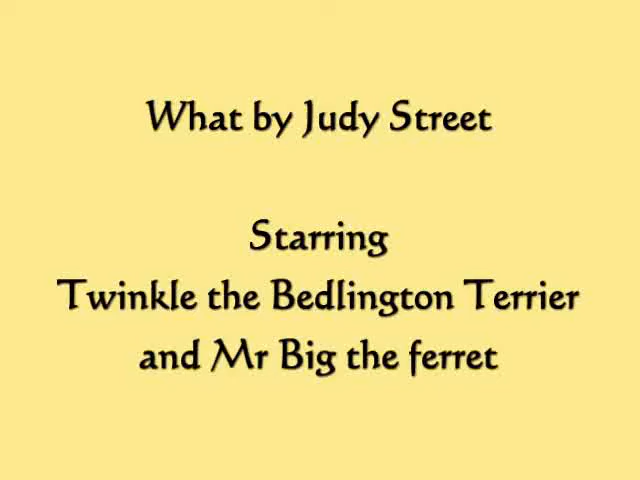 What by Judy Street
Starring
Twinkle the Bedlington Terrier
and Mr Big the ferret